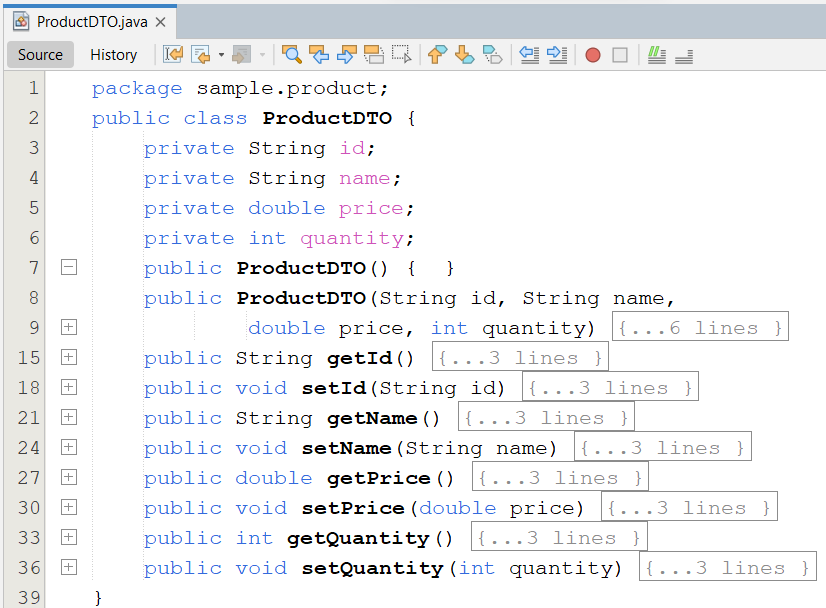 ProductDTO.java
Source History
1 package sample.product;
2 public class ProductDTO {
3 private String id;
4 private String name;
5 private double price;
6 private int quantity;
7 public ProductDTO() {  }
8 public ProductDTO(String id, String name,
9 double price, int quantity) {...6 lines }
15 public String getId() {...3 lines }
18 public void setId(String id) {...3 lines }
21 public String getName() {...3 lines }
24 public void setName(String name) {...3 lines }
27 public double getPrice() {...3 lines }
30 public void setPrice(double price) {...3 lines }
33 public int getQuantity() {...3 lines }
36 public void setQuantity(int quantity) {...3 lines }
39 }